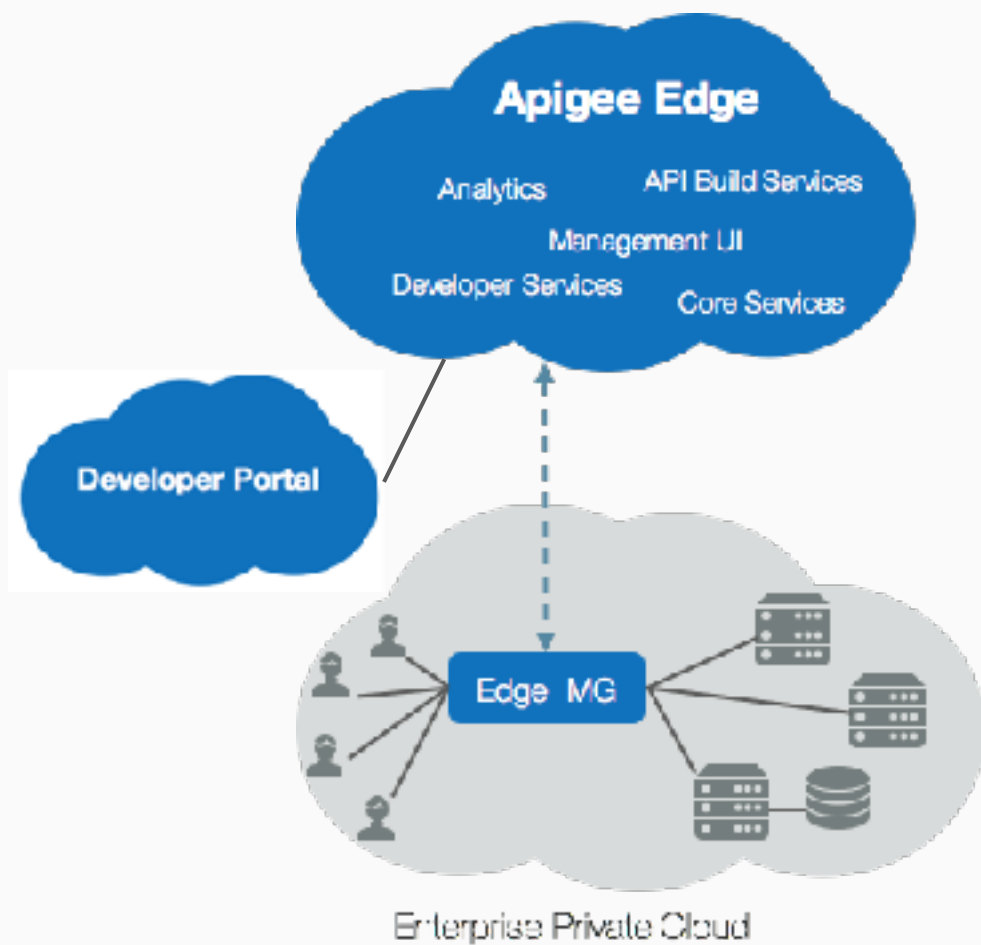 Apigee Edge
Analytics
API Build Services
Management UI
Developer Services
Core Services
Developer Portal
Edge MG
Enterprise Private Cloud